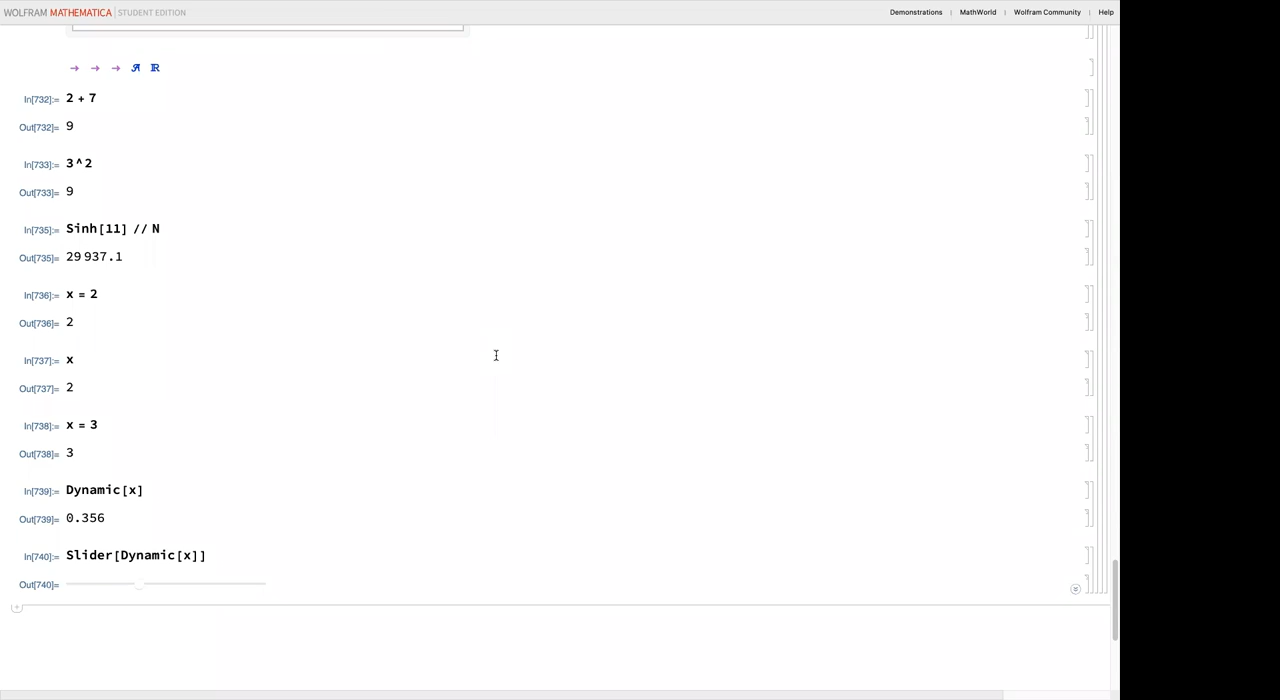 WOLFRAM MATHEMATICA | STUDENT EDITION
Demonstrations | MathWorld | Wolfram Community | Help
→ → → 𝒜 ℝ
In[732]:= 2 + 7
Out[732]= 9
In[733]:= 3^2
Out[733]= 9
In[735]:= Sinh[11] // N
Out[735]= 29 937.1
In[736]:= x = 2
Out[736]= 2
In[737]:= x
Out[737]= 2
In[738]:= x = 3
Out[738]= 3
In[739]:= Dynamic[x]
Out[739]= 0.356
In[740]:= Slider[Dynamic[x]]
Out[740]=